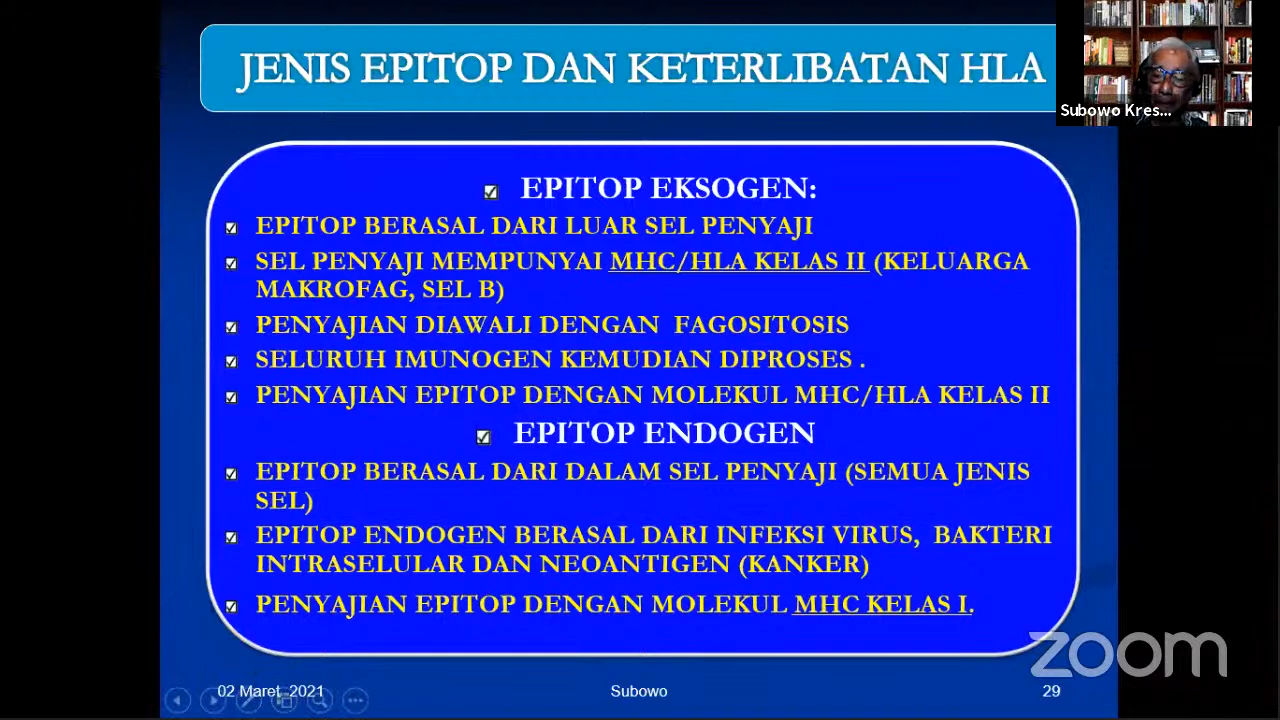 JENIS EPITOP DAN KETERLIBATAN HLA
Subowo Kres...
EPITOP EKSOGEN:
EPITOP BERASAL DARI LUAR SEL PENYAJI
SEL PENYAJI MEMPUNYAI MHC/HLA KELAS II (KELUARGA
MAKROFAG, SEL B)
PENYAJIAN DIAWALI DENGAN FAGOSITOSIS
SELURUH IMUNOGEN KEMUDIAN DIPROSES .
PENYAJIAN EPITOP DENGAN MOLEKUL MHC/HLA KELAS II
EPITOP ENDOGEN
EPITOP BERASAL DARI DALAM SEL PENYAJI (SEMUA JENIS
SEL)
EPITOP ENDOGEN BERASAL DARI INFEKSI VIRUS, BAKTERI
INTRASELULAR DAN NEOANTIGEN (KANKER)
PENYAJIAN EPITOP DENGAN MOLEKUL MHC KELAS I.
zoom
02 Maret 2021
Subowo
29